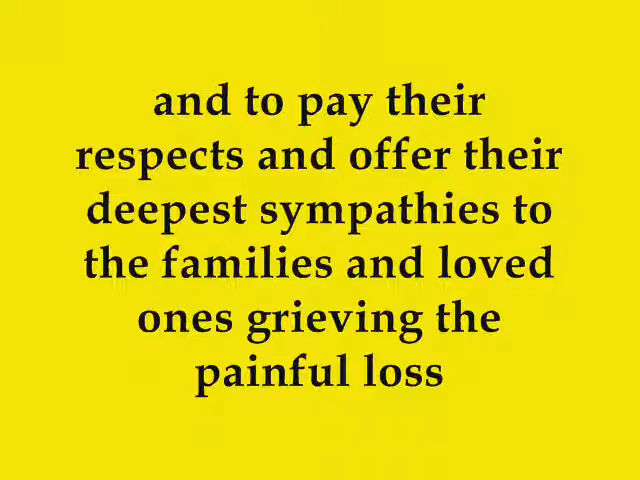 and to pay their
respects and offer their
deepest sympathies to
the families and loved
ones grieving the
painful loss